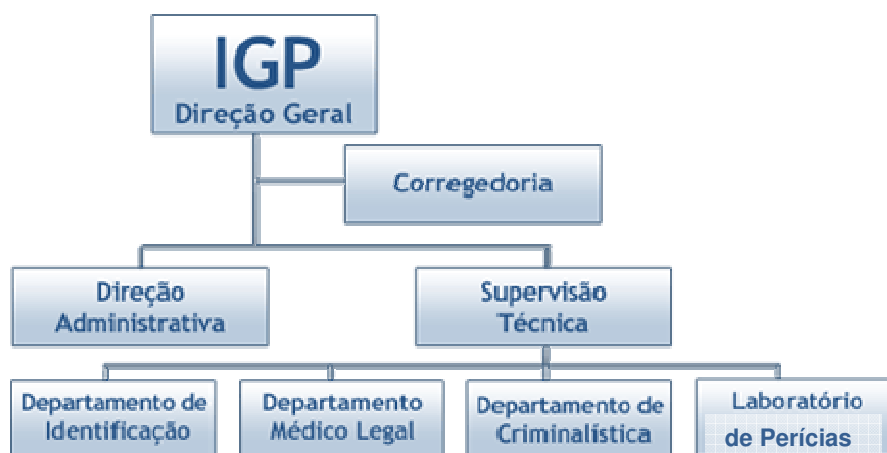 IGP
Direção Geral
Corregedoria
Direção
Administrativa
Supervisão
Técnica
Departamento de
Identificação
Departamento
Médico Legal
Departamento de
Criminalística
Laboratório
de Perícias